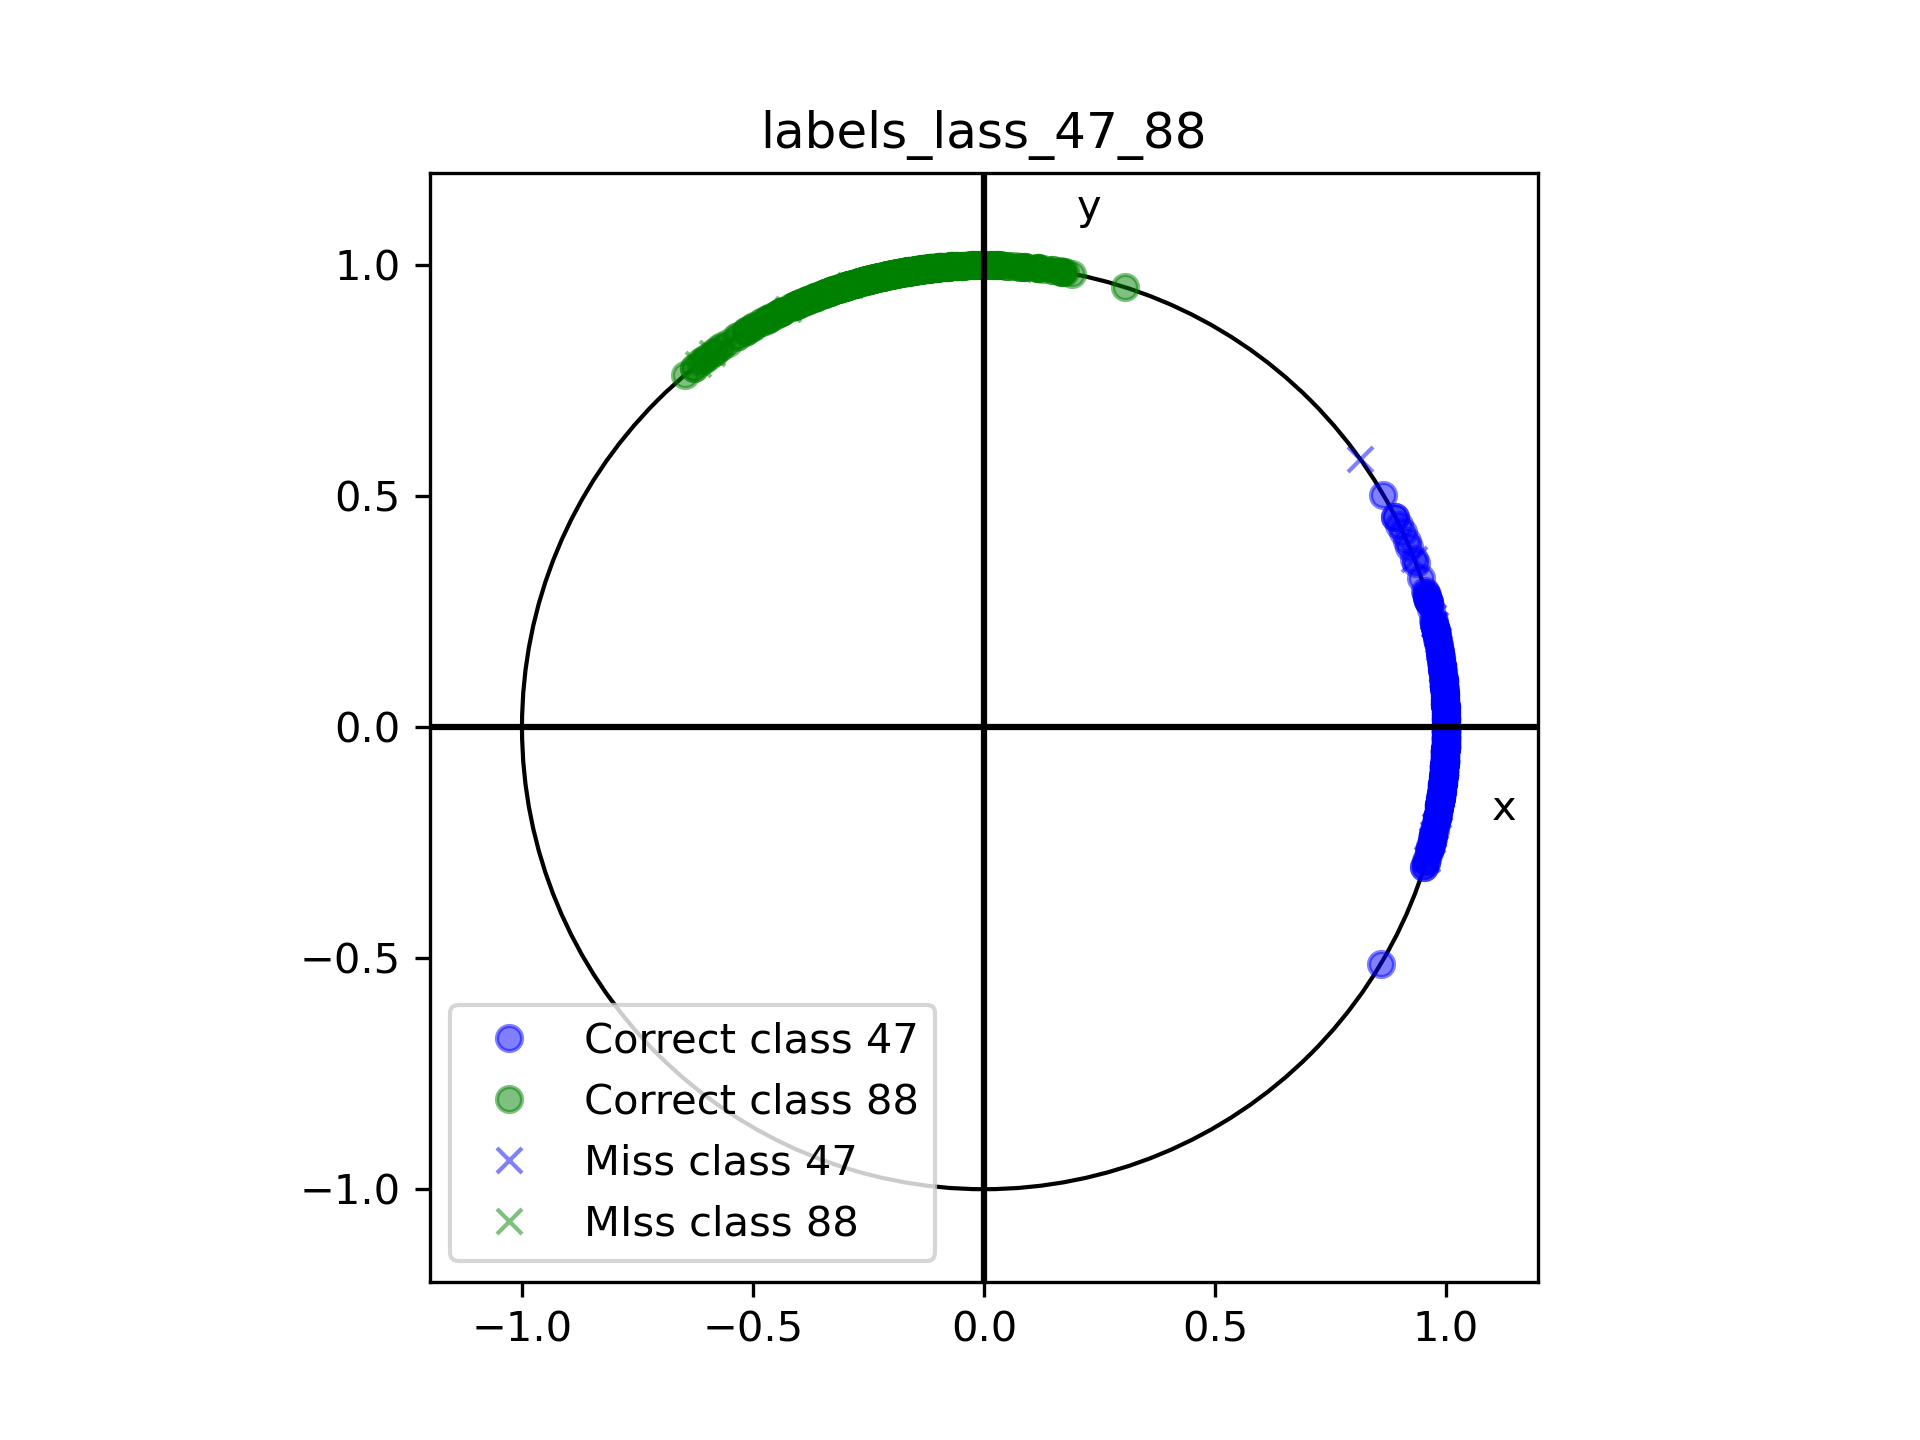 labels_lass_47_88
y
1.0
0.5
0.0
x
−0.5
−1.0
Correct class 47
Correct class 88
Miss class 47
MIss class 88
−1.0 −0.5 0.0 0.5 1.0